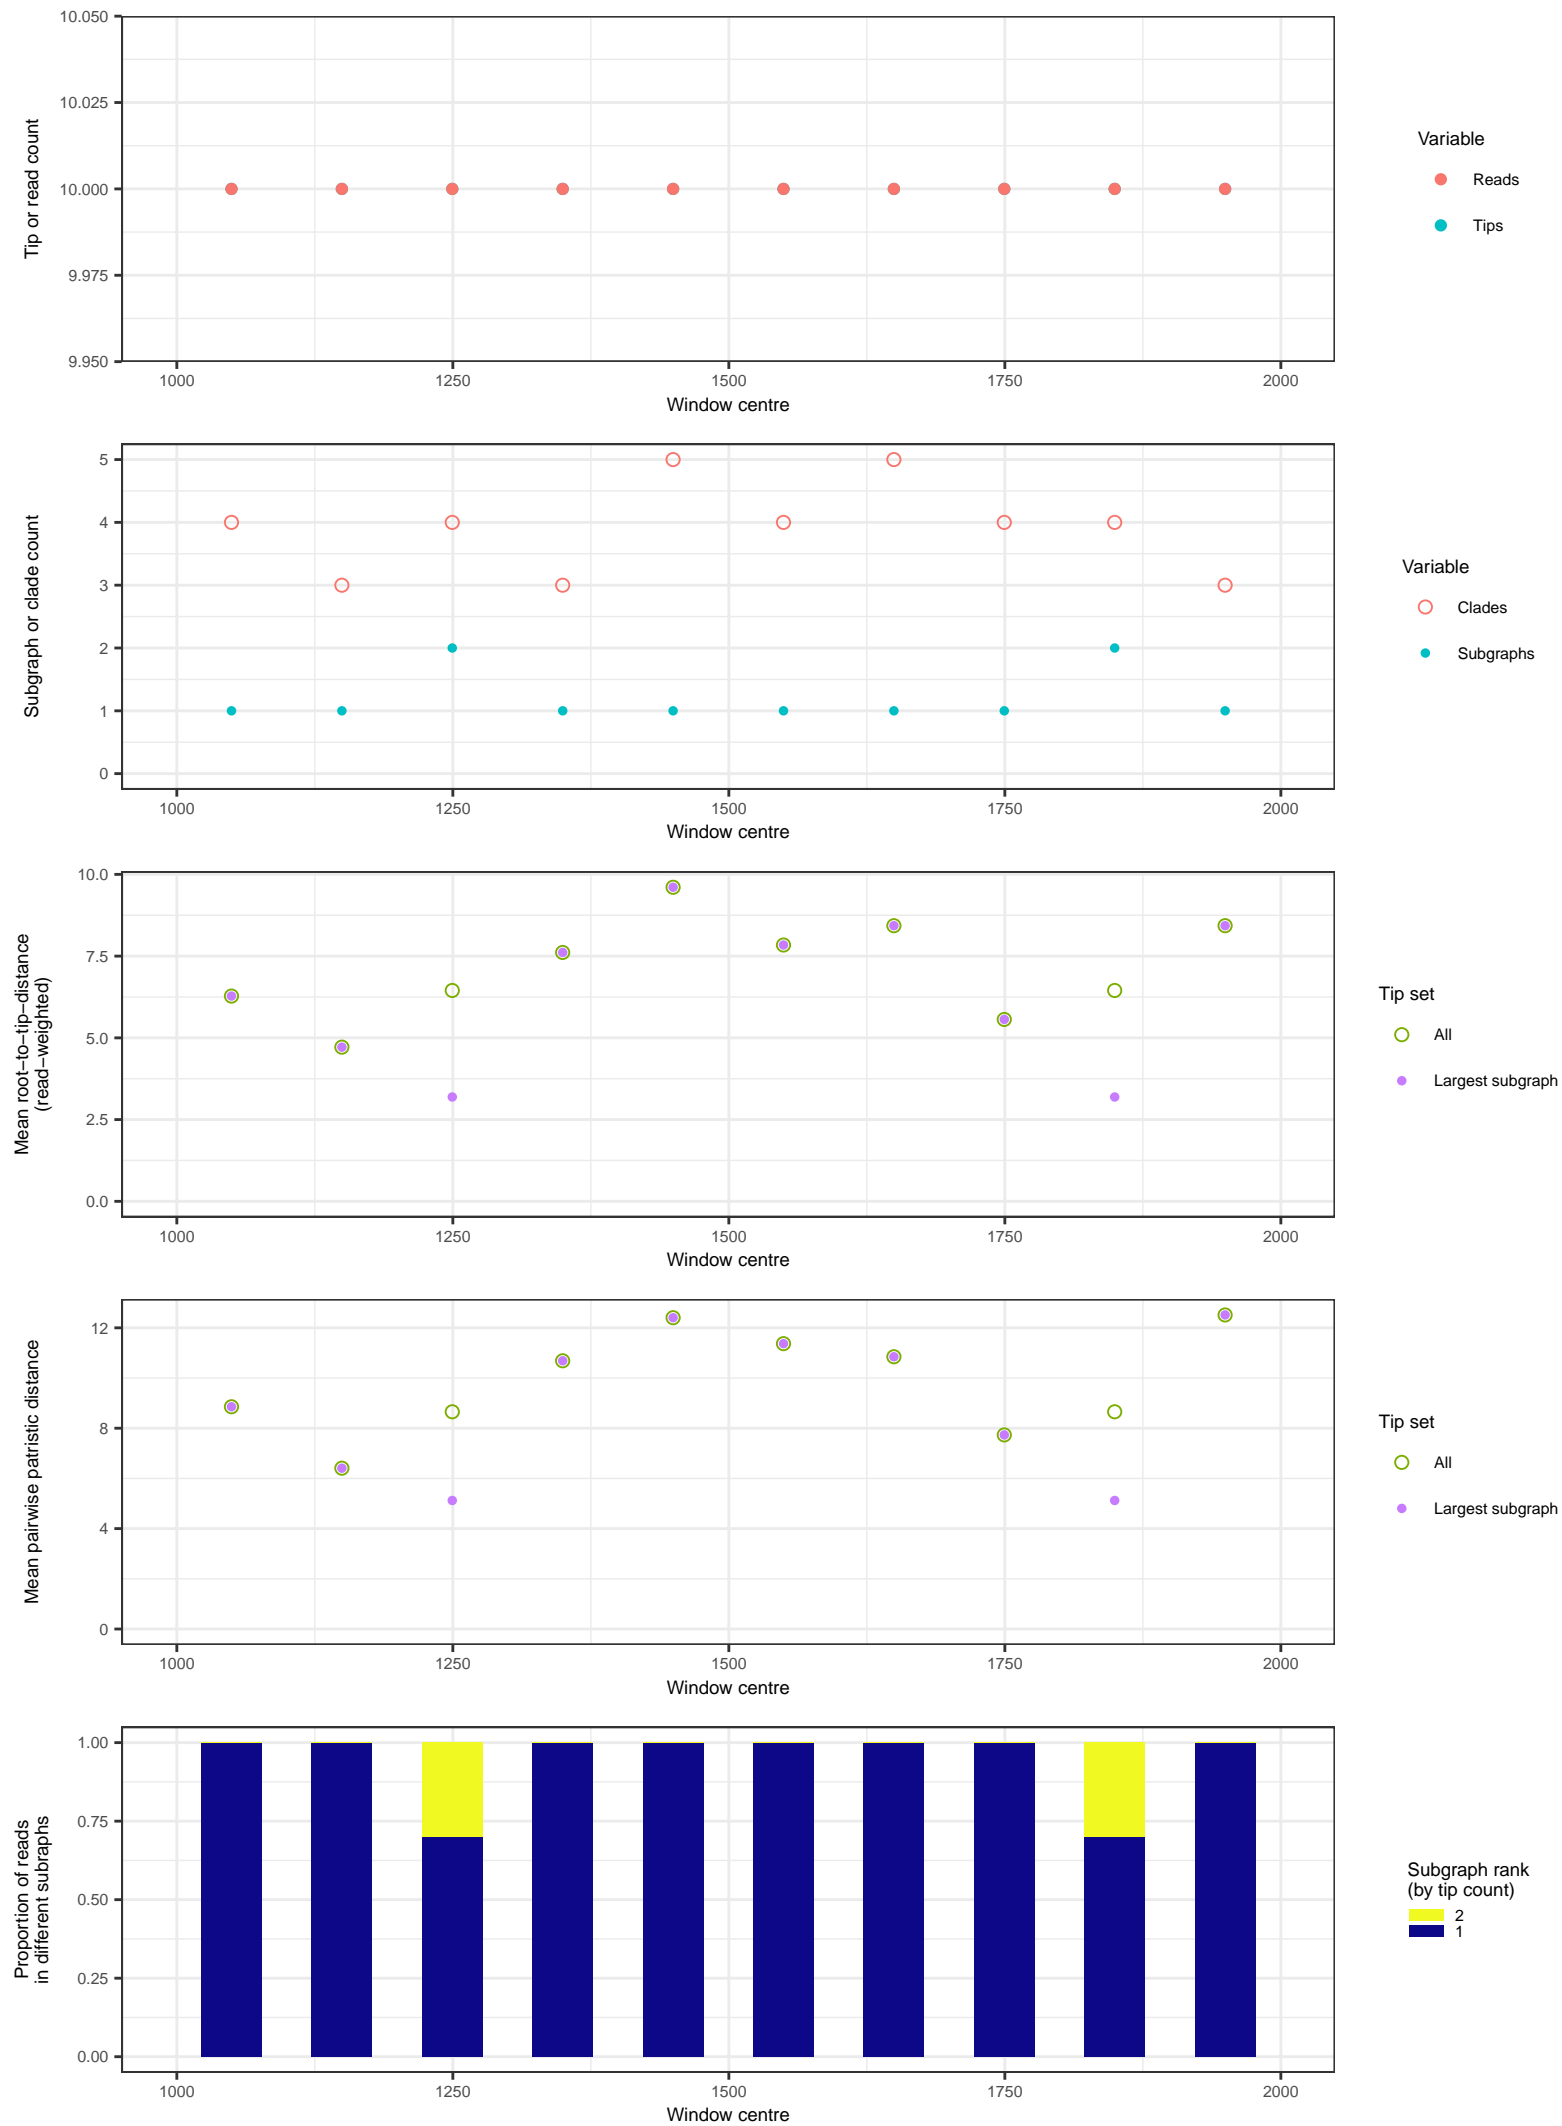 10.050
10.025
10.000
9.975
9.950
Tip or read count
1000 1250 1500 1750 2000
Window centre
Variable
Reads
Tips
5
4
3
2
1
0
Subgraph or clade count
1000 1250 1500 1750 2000
Window centre
Variable
Clades
Subgraphs
10.0
7.5
5.0
2.5
0.0
Mean root−to−tip−distance
(read−weighted)
1000 1250 1500 1750 2000
Window centre
Tip set
All
Largest subgraph
12
8
4
0
Mean pairwise patristic distance
1000 1250 1500 1750 2000
Window centre
Tip set
All
Largest subgraph
1.00
0.75
0.50
0.25
0.00
Proportion of reads
in different subraphs
1000 1250 1500 1750 2000
Window centre
Subgraph rank
(by tip count)
2
1